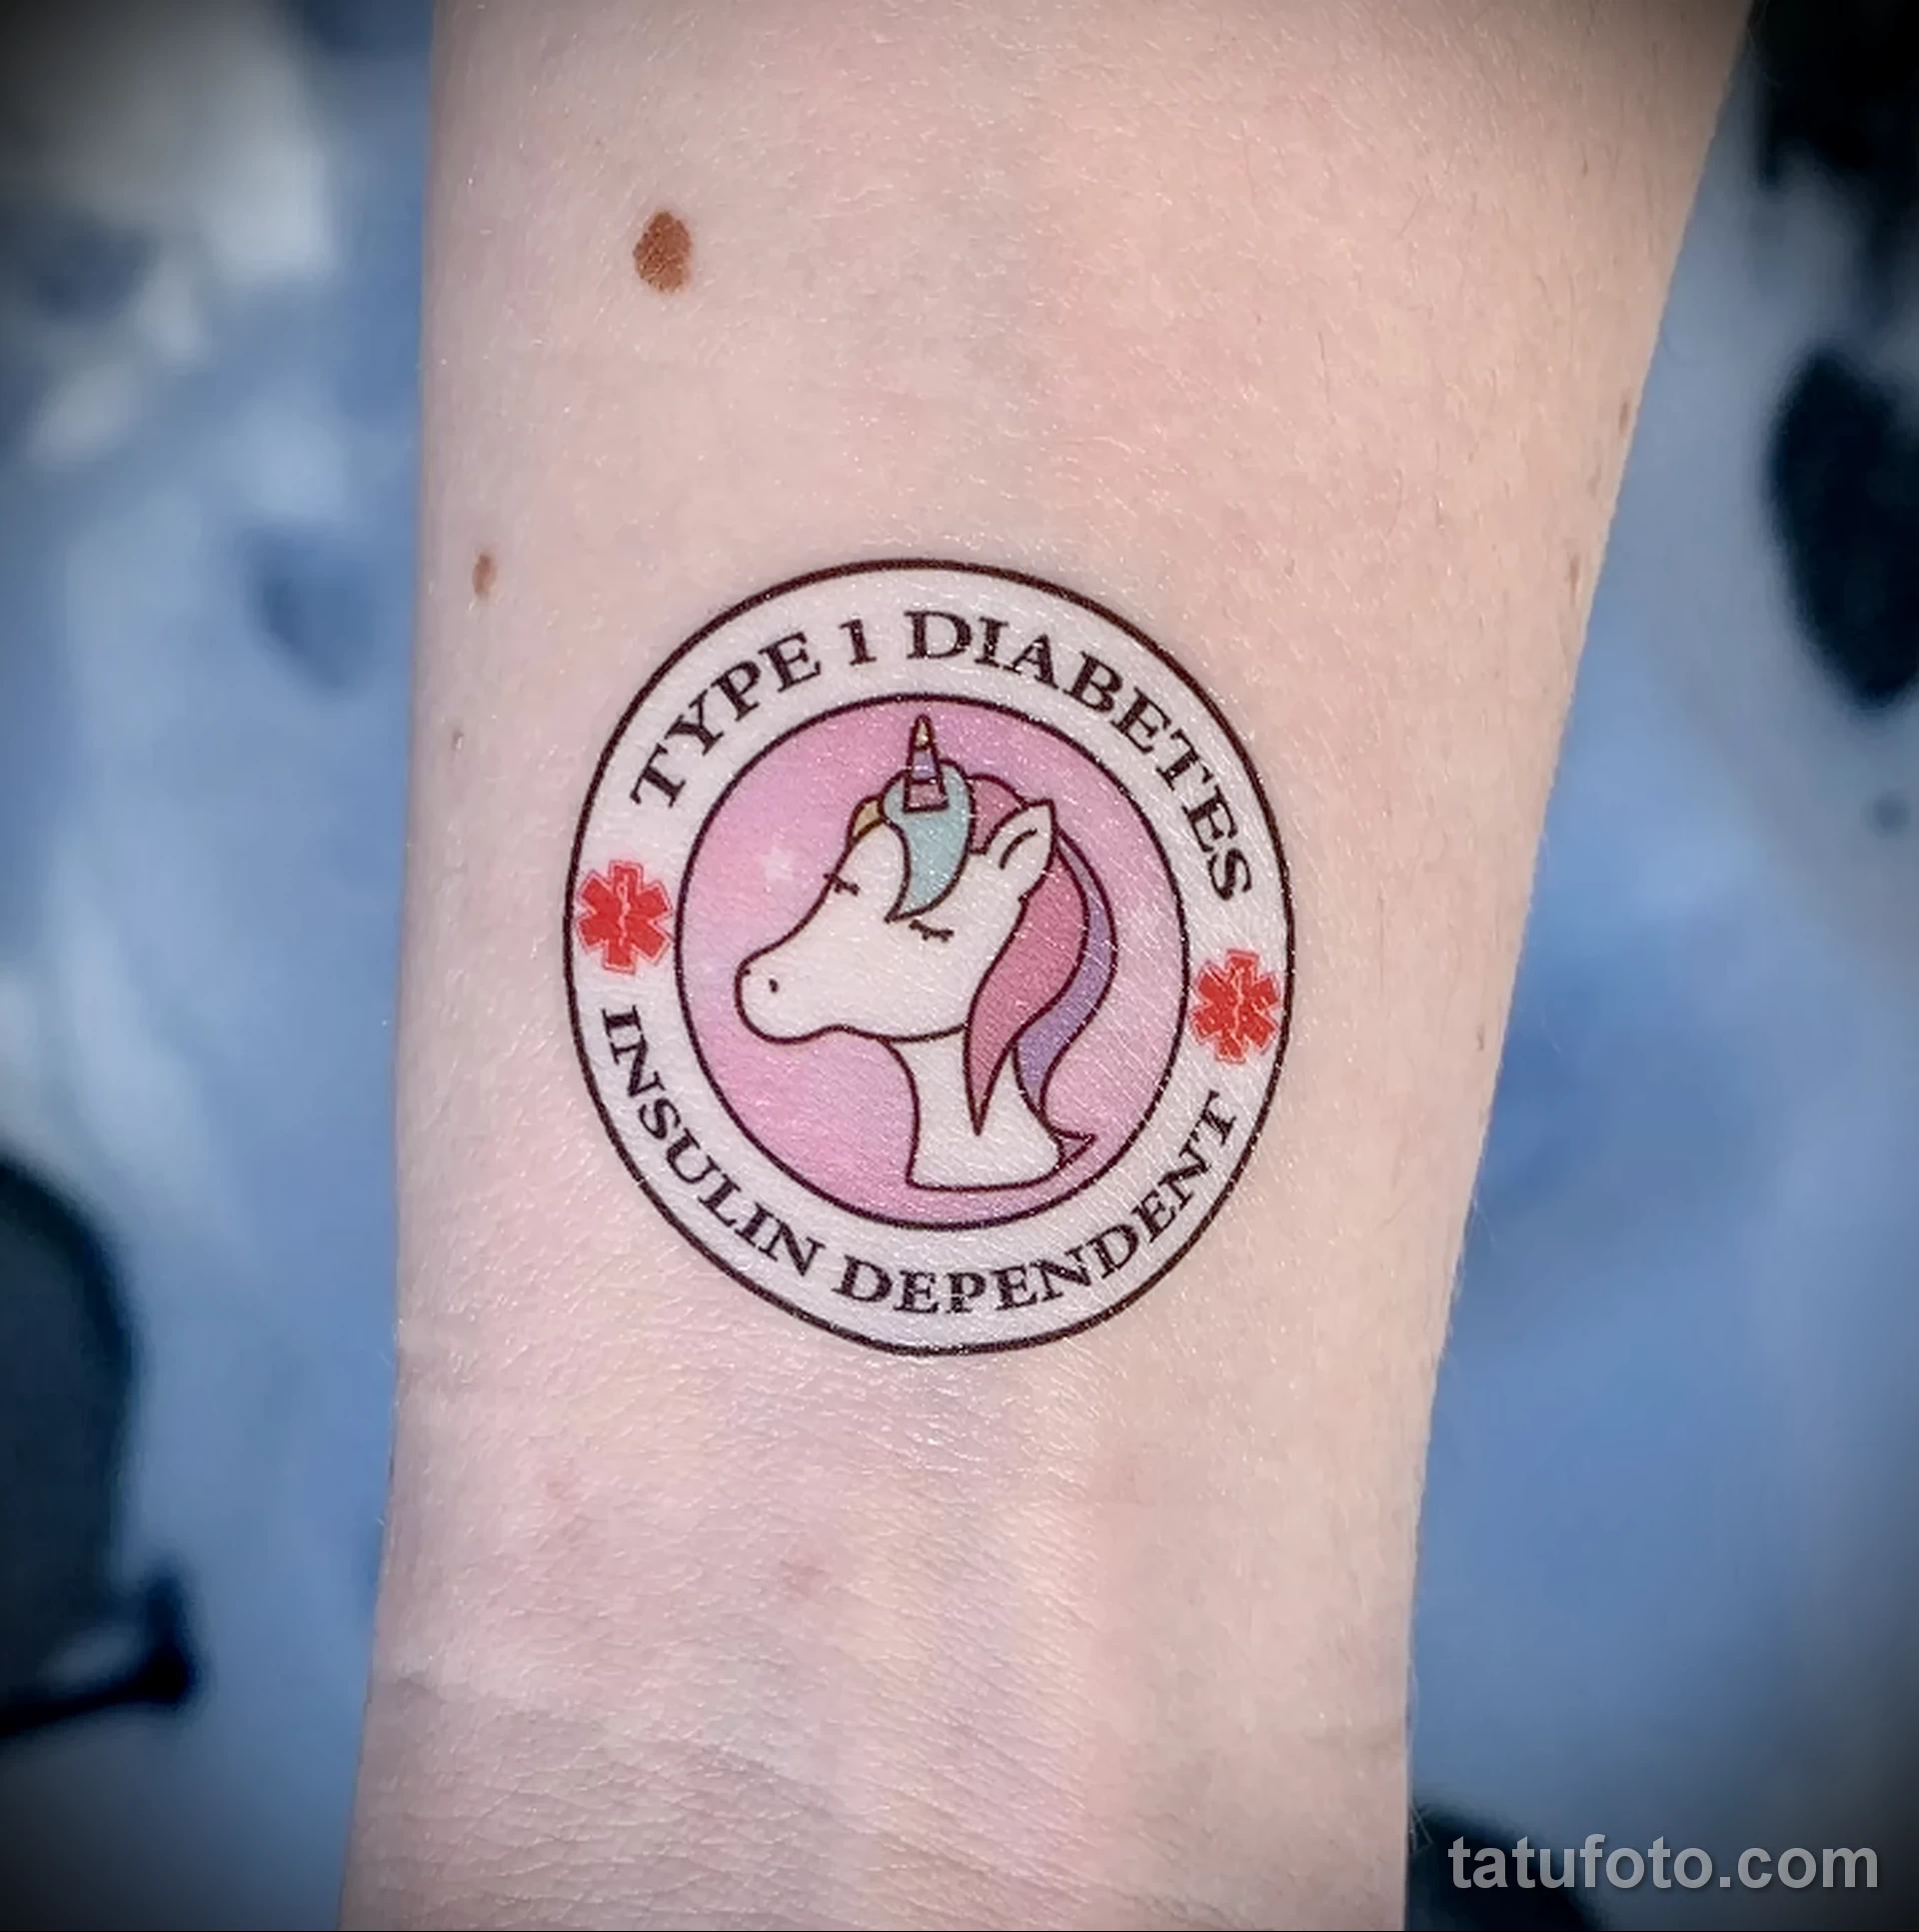 TYPE 1 DIABETES
INSULIN DEPENDENT
tatufoto.com